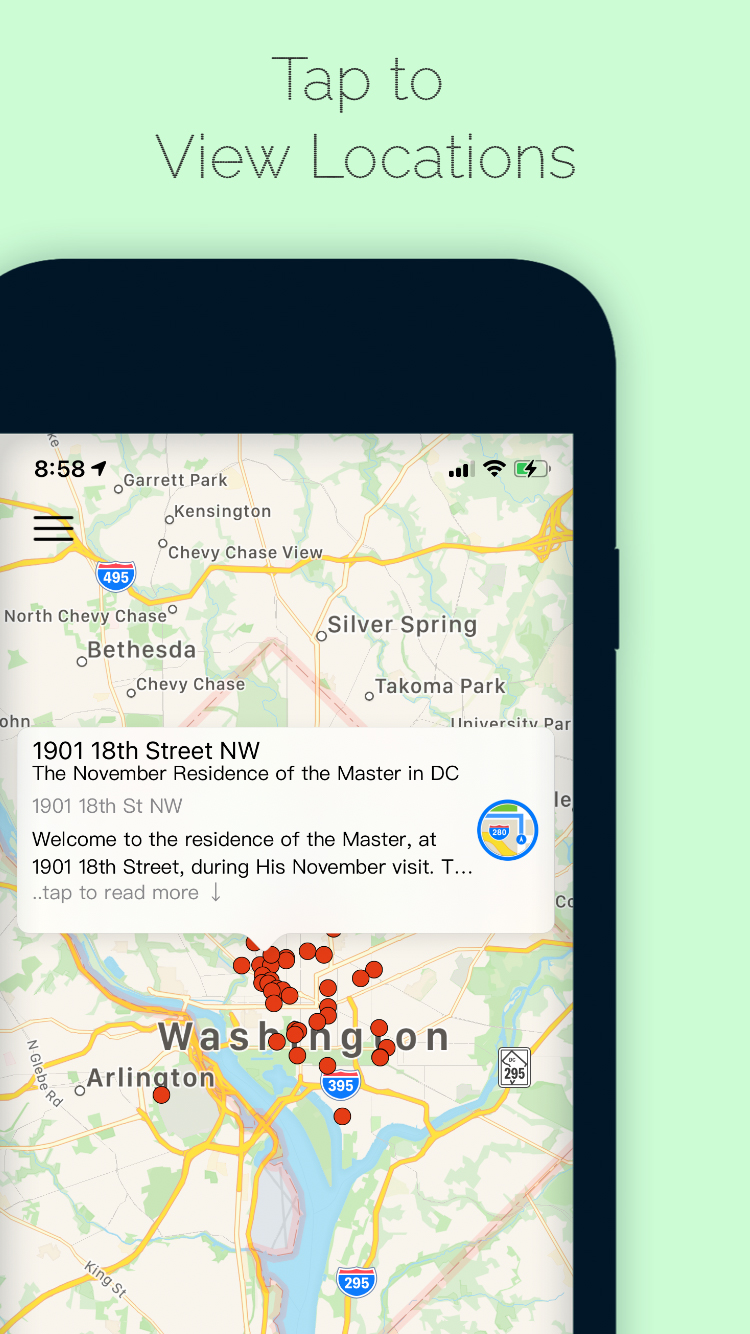 Tap to
View Locations
8:58
Garrett Park
Kensington
Chevy Chase View
495
North Chevy Chase
Silver Spring
Bethesda
Chevy Chase
Takoma Park
University Par
1901 18th Street NW
The November Residence of the Master in DC
1901 18th St NW
280
Welcome to the residence of the Master, at
1901 18th Street, during His November visit. T...
..tap to read more ↓
Washington
N Glebe Rd
Arlington
395
DC
295
King St
295